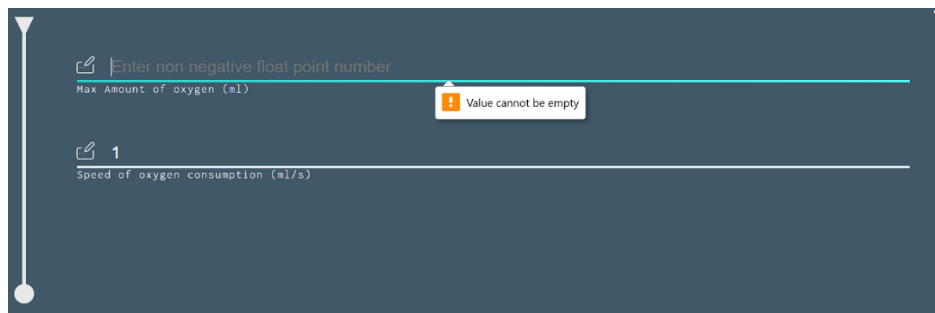 Enter non negative float point number
Max Amount of oxygen (ml)
Value cannot be empty
1
Speed of oxygen consumption (ml/s)